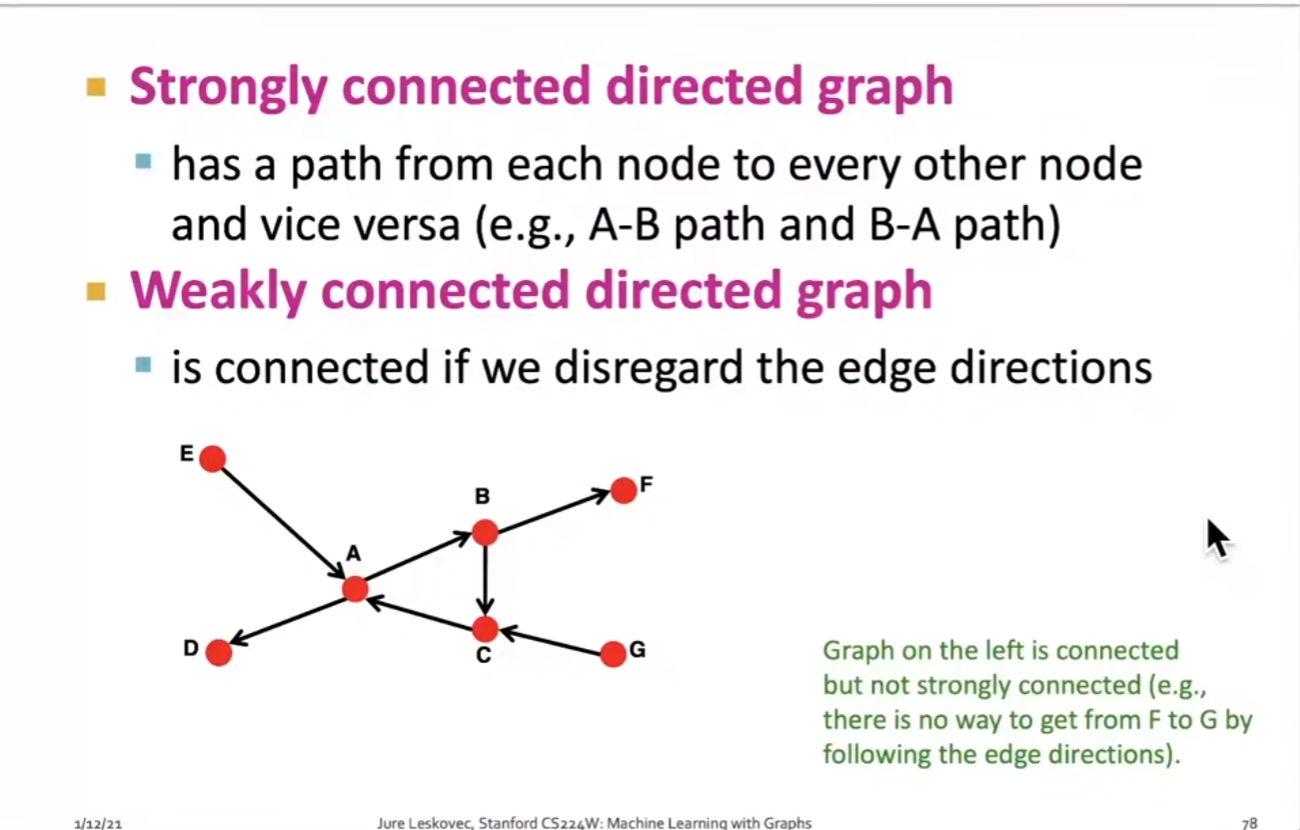 Strongly connected directed graph
has a path from each node to every other node
and vice versa (e.g., A-B path and B-A path)
Weakly connected directed graph
is connected if we disregard the edge directions
E
F
B
A
D
C
G
Graph on the left is connected
but not strongly connected (e.g.,
there is no way to get from F to G by
following the edge directions).
1/12/21
Jure Leskovec, Stanford CS224W: Machine Learning with Graphs
78